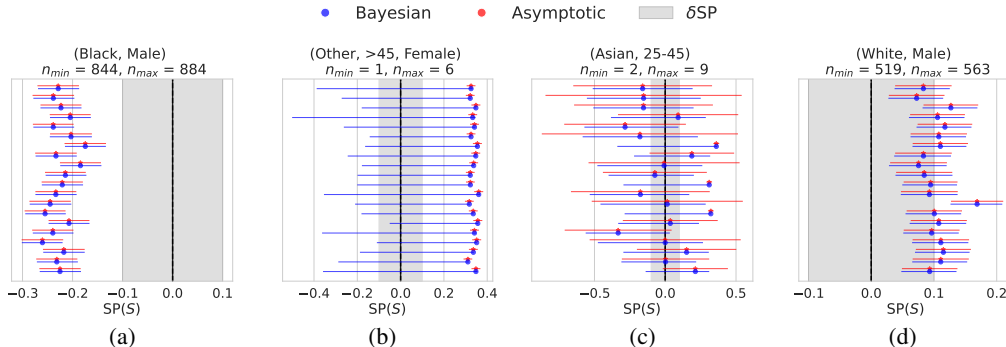 Bayesian Asymptotic δSP
(Black, Male)
n_min = 844, n_max = 884
−0.3 −0.2 −0.1 0.0 0.1
SP(S)
(a)
(Other, >45, Female)
n_min = 1, n_max = 6
−0.4 −0.2 0.0 0.2 0.4
SP(S)
(b)
(Asian, 25-45)
n_min = 2, n_max = 9
−0.5 0.0 0.5
SP(S)
(c)
(White, Male)
n_min = 519, n_max = 563
−0.1 0.0 0.1 0.2
SP(S)
(d)